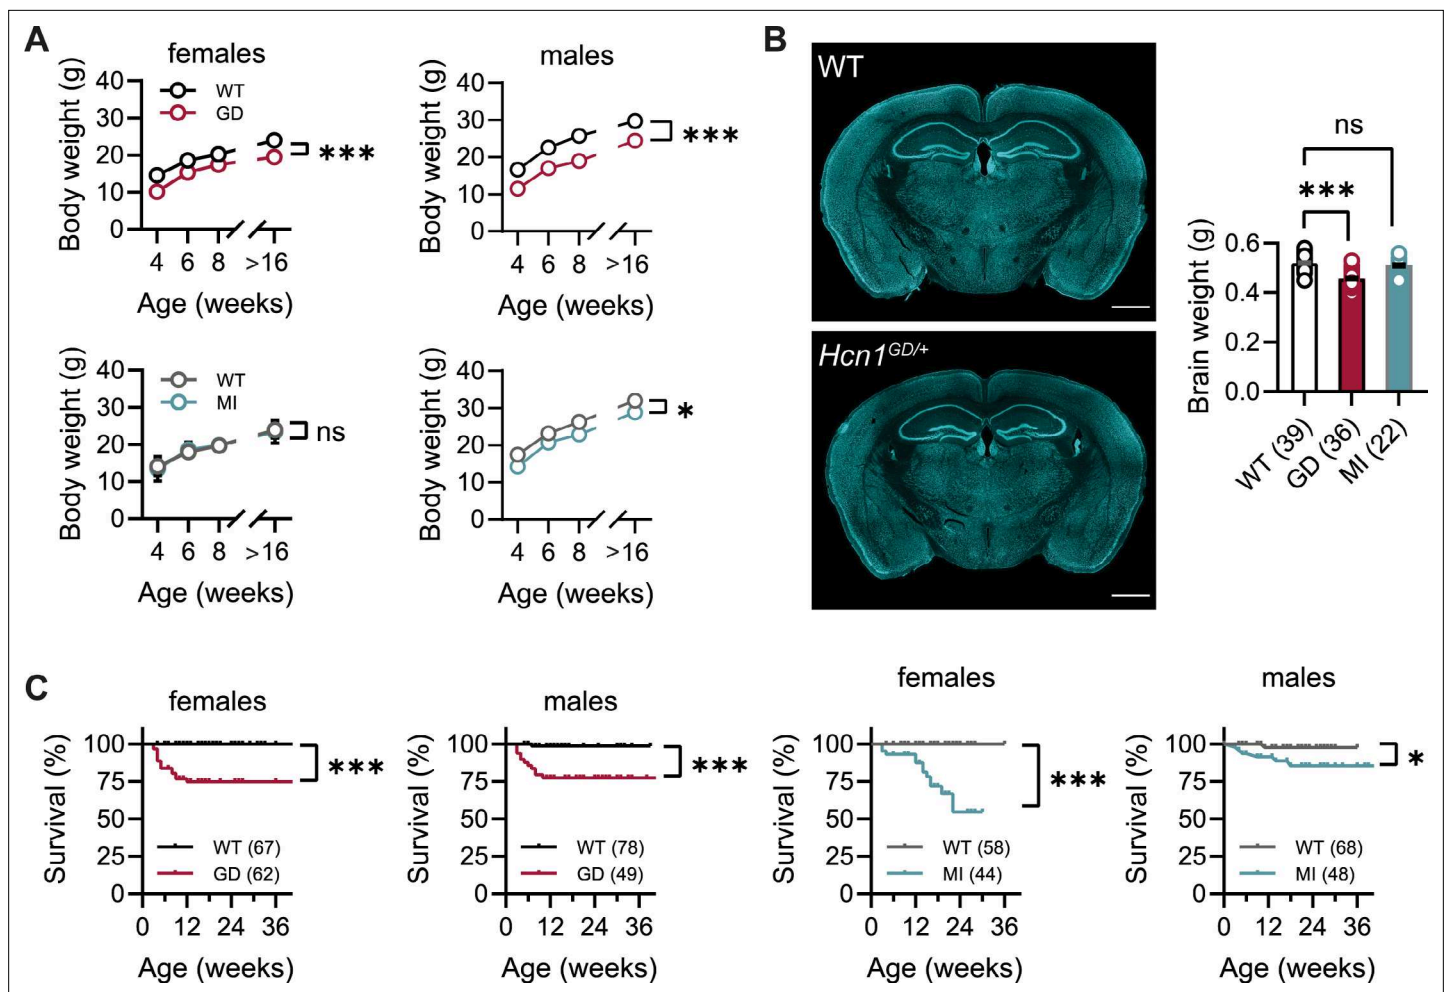 A
females
Body weight (g)
40
30
20
10
0
WT
GD
***
4 6 8 >16
Age (weeks)
males
Body weight (g)
40
30
20
10
0
***
4 6 8 >16
Age (weeks)
Body weight (g)
40
30
20
10
0
WT
MI
ns
4 6 8 >16
Age (weeks)
Body weight (g)
40
30
20
10
0
*
4 6 8 >16
Age (weeks)
B
WT
Hcn1GD/+
ns
***
Brain weight (g)
0.6
0.4
0.2
0.0
WT (39)
GD (36)
MI (22)
C
females
Survival (%)
100
75
50
25
0
***
WT (67)
GD (62)
0 12 24 36
Age (weeks)
males
Survival (%)
100
75
50
25
0
***
WT (78)
GD (49)
0 12 24 36
Age (weeks)
females
Survival (%)
100
75
50
25
0
***
WT (58)
MI (44)
0 12 24 36
Age (weeks)
males
Survival (%)
100
75
50
25
0
*
WT (68)
MI (48)
0 12 24 36
Age (weeks)